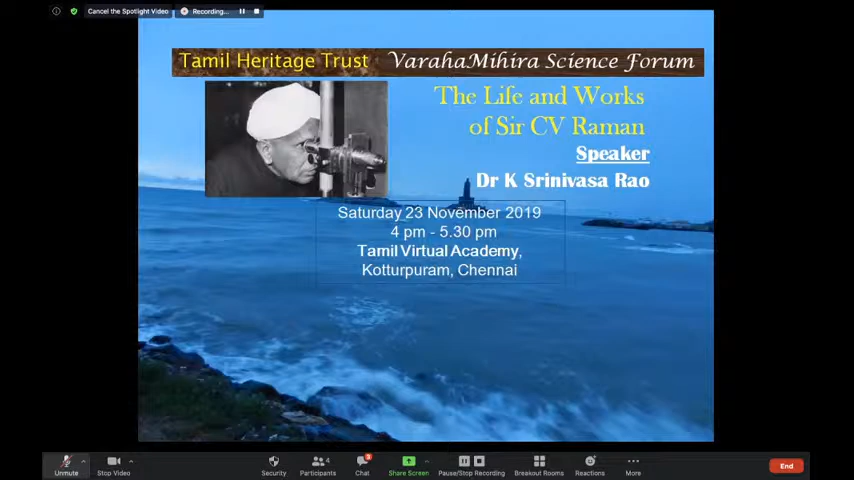 Cancel the Spotlight Video
Recording...
Tamil Heritage Trust VarahaMihira Science Forum
The Life and Works
of Sir CV Raman
Speaker
Dr K Srinivasa Rao
Saturday 23 November 2019
4 pm - 5.30 pm
Tamil Virtual Academy,
Kotturpuram, Chennai
Unmute
Stop Video
Security
Participants 4
Chat 3
Share Screen
Pause/Stop Recording
Breakout Rooms
Reactions
More
End